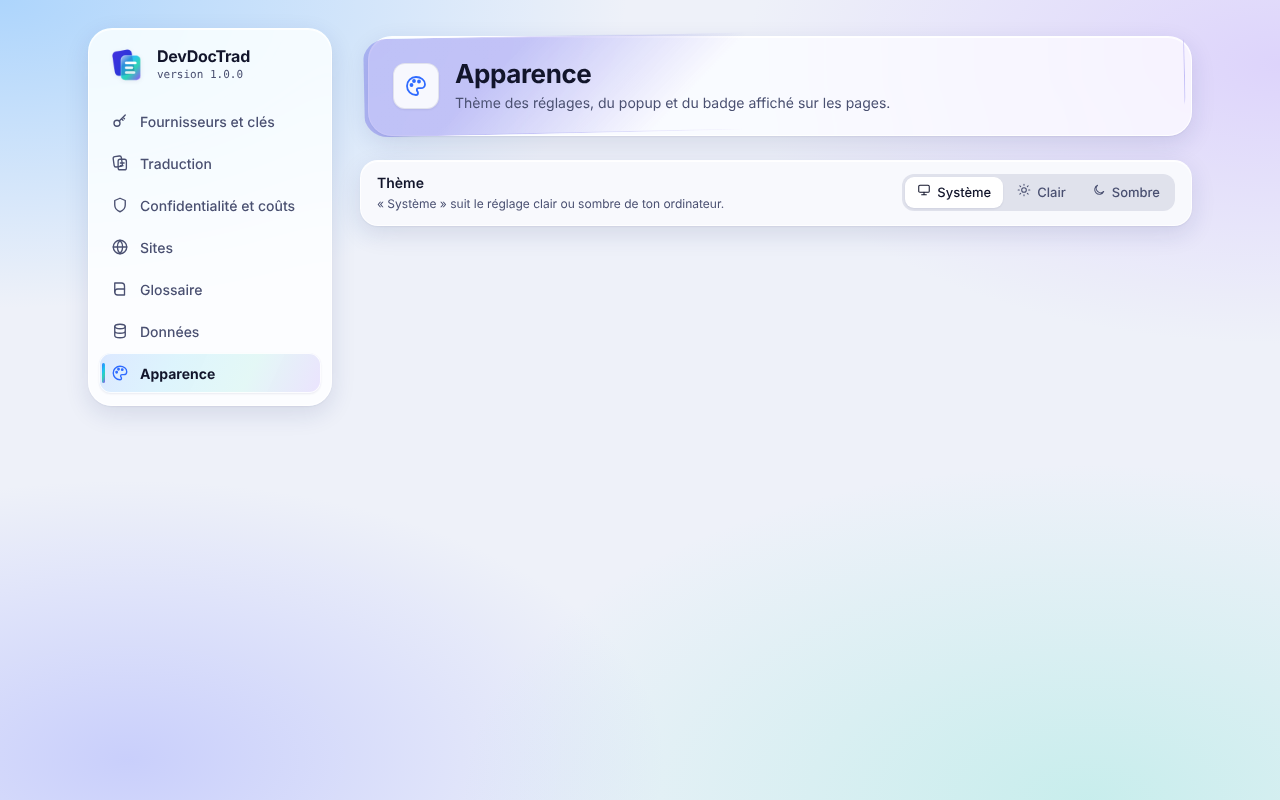 DevDocTrad
version 1.0.0
Fournisseurs et clés
Traduction
Confidentialité et coûts
Sites
Glossaire
Données
Apparence
Apparence
Thème des réglages, du popup et du badge affiché sur les pages.
Thème
« Système » suit le réglage clair ou sombre de ton ordinateur.
Système
Clair
Sombre